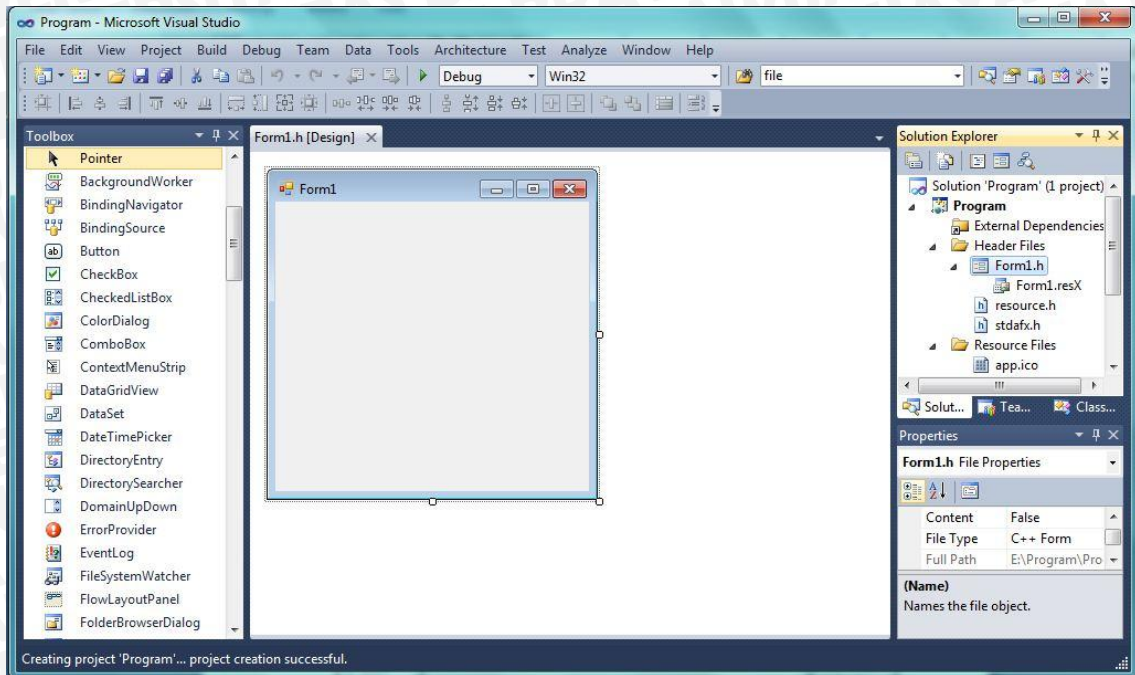 Program - Microsoft Visual Studio
File Edit View Project Build Debug Team Data Tools Architecture Test Analyze Window Help
Debug Win32 file
Toolbox
Pointer
BackgroundWorker
BindingNavigator
BindingSource
Button
CheckBox
CheckedListBox
ColorDialog
ComboBox
ContextMenuStrip
DataGridView
DataSet
DateTimePicker
DirectoryEntry
DirectorySearcher
DomainUpDown
ErrorProvider
EventLog
FileSystemWatcher
FlowLayoutPanel
FolderBrowserDialog
Form1.h [Design]
Form1
Solution Explorer
Solution 'Program' (1 project)
Program
External Dependencies
Header Files
Form1.h
Form1.resX
resource.h
stdafx.h
Resource Files
app.ico
Solut... Tea... Class...
Properties
Form1.h File Properties
Content False
File Type C++ Form
Full Path E:\Program\Pro
(Name)
Names the file object.
Creating project 'Program'... project creation successful.